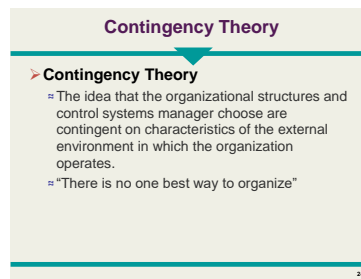 Contingency Theory
Contingency Theory
The idea that the organizational structures and
control systems manager choose are
contingent on characteristics of the external
environment in which the organization
operates.
“There is no one best way to organize”